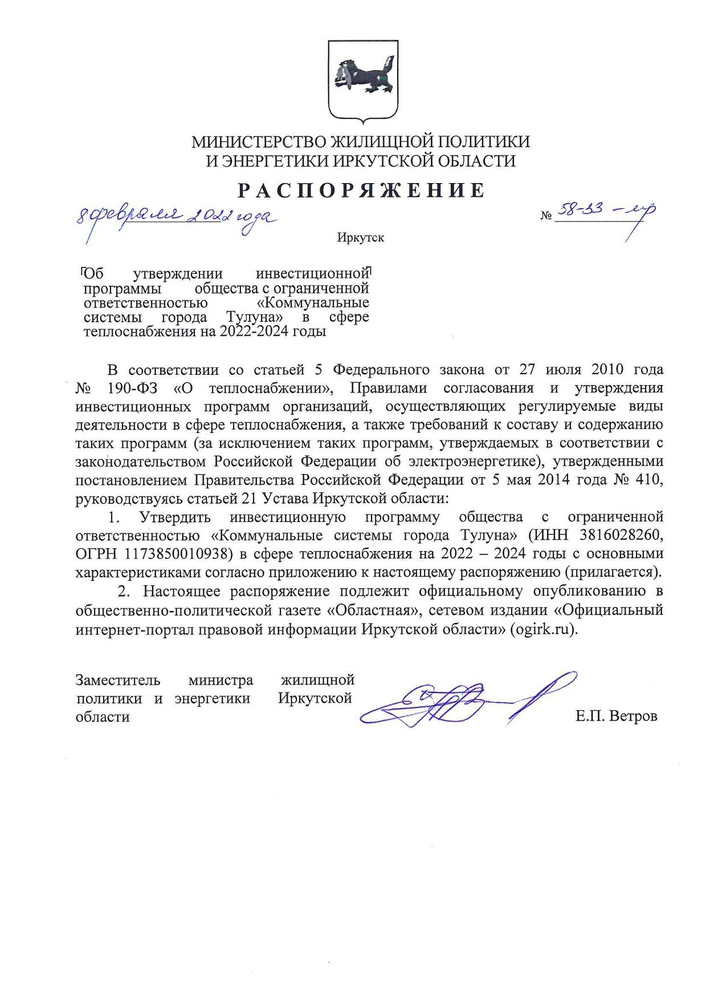 МИНИСТЕРСТВО ЖИЛИЩНОЙ ПОЛИТИКИ
И ЭНЕРГЕТИКИ ИРКУТСКОЙ ОБЛАСТИ
РАСПОРЯЖЕНИЕ
8 февраля 2022 года № 58-33-мр
Иркутск
Об утверждении инвестиционной
программы общества с ограниченной
ответственностью «Коммунальные
системы города Тулуна» в сфере
теплоснабжения на 2022-2024 годы
В соответствии со статьей 5 Федерального закона от 27 июля 2010 года
№ 190-ФЗ «О теплоснабжении», Правилами согласования и утверждения
инвестиционных программ организаций, осуществляющих регулируемые виды
деятельности в сфере теплоснабжения, а также требований к составу и содержанию
таких программ (за исключением таких программ, утверждаемых в соответствии с
законодательством Российской Федерации об электроэнергетике), утвержденными
постановлением Правительства Российской Федерации от 5 мая 2014 года № 410,
руководствуясь статьей 21 Устава Иркутской области:
1. Утвердить инвестиционную программу общества с ограниченной
ответственностью «Коммунальные системы города Тулуна» (ИНН 3816028260,
ОГРН 1173850010938) в сфере теплоснабжения на 2022 – 2024 годы с основными
характеристиками согласно приложению к настоящему распоряжению (прилагается).
2. Настоящее распоряжение подлежит официальному опубликованию в
общественно-политической газете «Областная», сетевом издании «Официальный
интернет-портал правовой информации Иркутской области» (ogirk.ru).
Заместитель министра жилищной
политики и энергетики Иркутской
области Е.П. Ветров